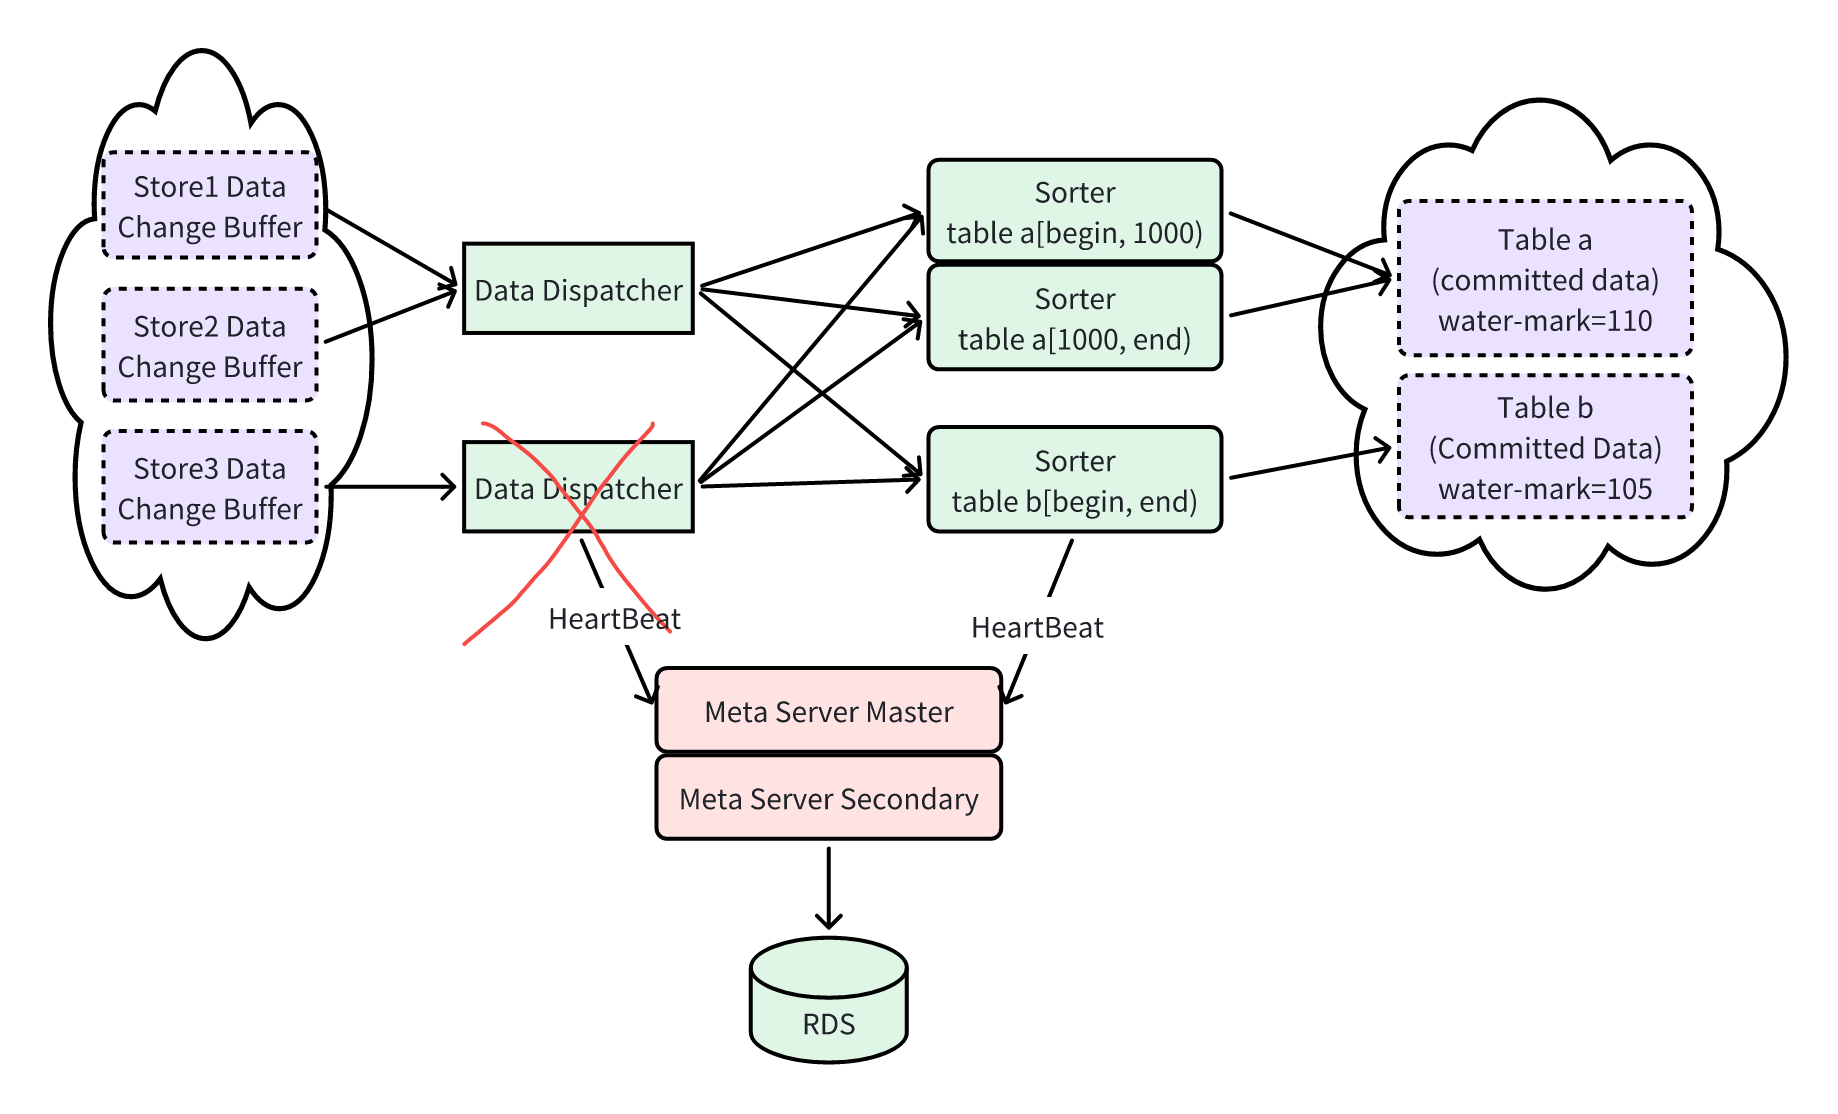 Store1 Data
Change Buffer
Store2 Data
Change Buffer
Store3 Data
Change Buffer
Data Dispatcher
Data Dispatcher
Sorter
table a[begin, 1000)
Sorter
table a[1000, end)
Sorter
table b[begin, end)
Table a
(committed data)
water-mark=110
Table b
(Committed Data)
water-mark=105
HeartBeat
HeartBeat
Meta Server Master
Meta Server Secondary
RDS